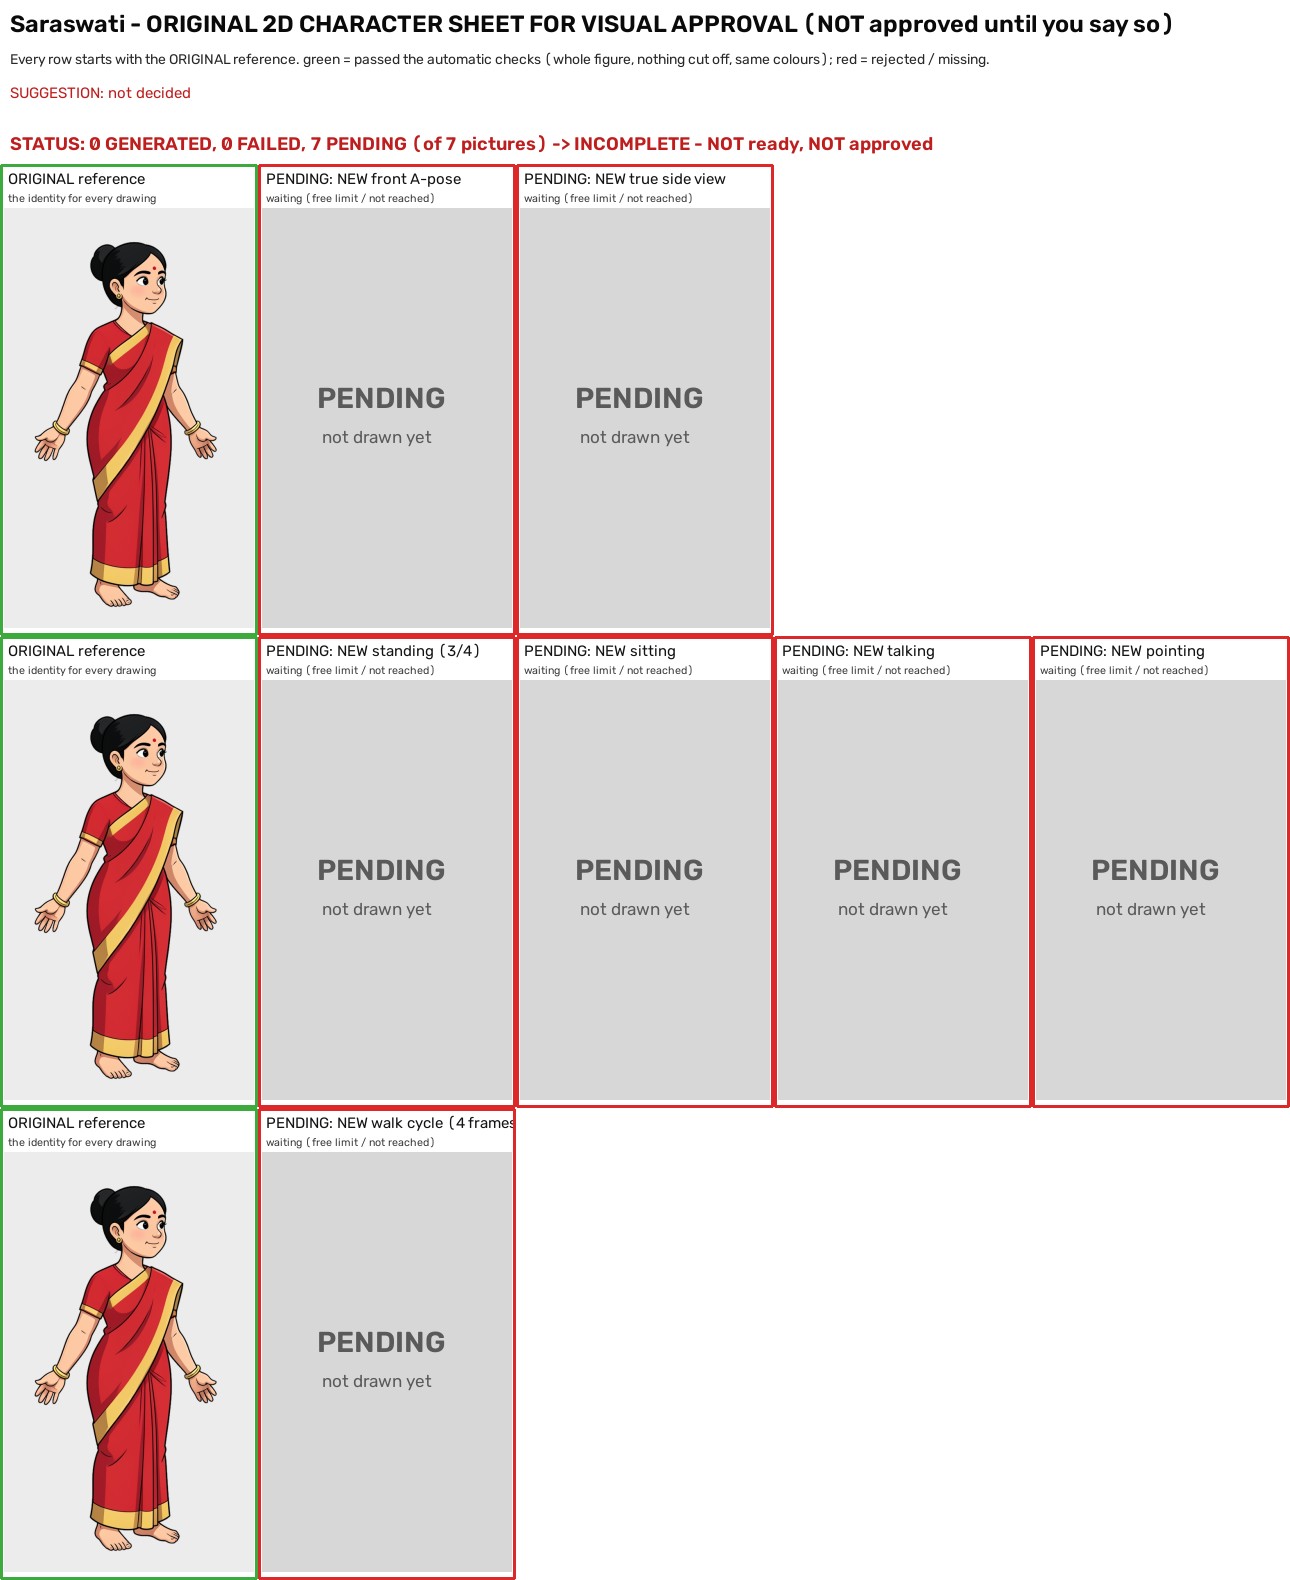 Saraswati - ORIGINAL 2D CHARACTER SHEET FOR VISUAL APPROVAL (NOT approved until you say so)
Every row starts with the ORIGINAL reference. green = passed the automatic checks (whole figure, nothing cut off, same colours); red = rejected / missing.
SUGGESTION: not decided
STATUS: 0 GENERATED, 0 FAILED, 7 PENDING (of 7 pictures) -> INCOMPLETE - NOT ready, NOT approved
ORIGINAL reference
the identity for every drawing
PENDING: NEW front A-pose
waiting (free limit / not reached)
PENDING
not drawn yet
PENDING: NEW true side view
waiting (free limit / not reached)
PENDING
not drawn yet
ORIGINAL reference
the identity for every drawing
PENDING: NEW standing (3/4)
waiting (free limit / not reached)
PENDING
not drawn yet
PENDING: NEW sitting
waiting (free limit / not reached)
PENDING
not drawn yet
PENDING: NEW talking
waiting (free limit / not reached)
PENDING
not drawn yet
PENDING: NEW pointing
waiting (free limit / not reached)
PENDING
not drawn yet
ORIGINAL reference
the identity for every drawing
PENDING: NEW walk cycle (4 frames
waiting (free limit / not reached)
PENDING
not drawn yet